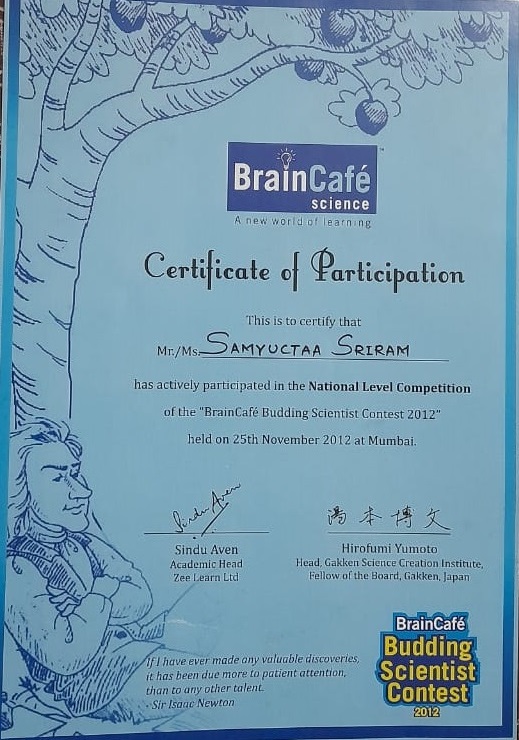 BrainCafé
™
science
A new world of learning
Certificate of Participation
This is to certify that
Mr./Ms. SAMYUCTAA SRIRAM
has actively participated in the National Level Competition
of the "BrainCafé Budding Scientist Contest 2012"
held on 25th November 2012 at Mumbai.
Sindu Aven
湯本博文
Sindu Aven
Academic Head
Zee Learn Ltd
Hirofumi Yumoto
Head, Gakken Science Creation Institute,
Fellow of the Board, Gakken, Japan
If I have ever made any valuable discoveries,
it has been due more to patient attention,
than to any other talent.
- Sir Isaac Newton
BrainCafé
Budding
Scientist
Contest
2012